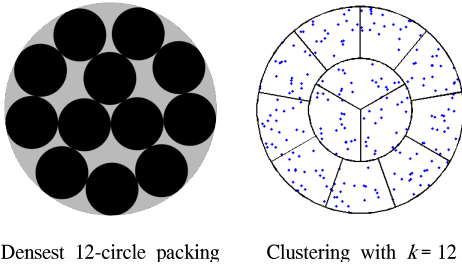 Densest 12-circle packing
Clustering with k = 12